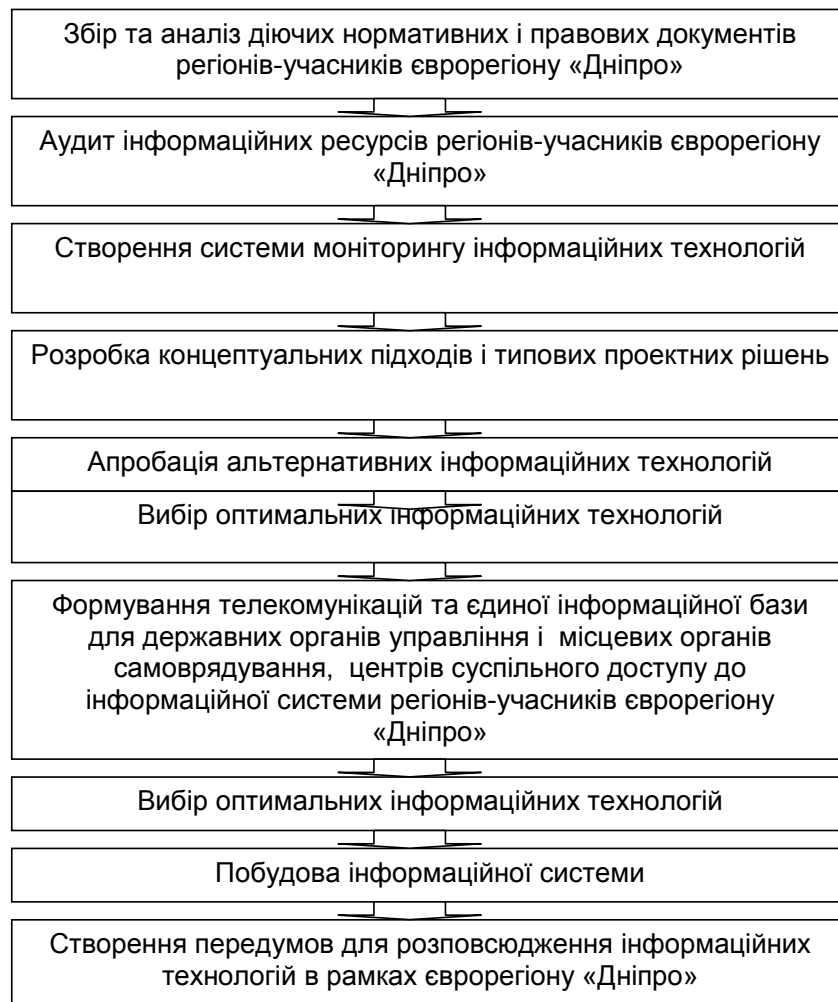 Збір та аналіз діючих нормативних і правових документів
регіонів-учасників єврорегіону «Дніпро»
Аудит інформаційних ресурсів регіонів-учасників єврорегіону
«Дніпро»
Створення системи моніторингу інформаційних технологій
Розробка концептуальних підходів і типових проектних рішень
Апробація альтернативних інформаційних технологій
Вибір оптимальних інформаційних технологій
Формування телекомунікацій та єдиної інформаційної бази
для державних органів управління і місцевих органів
самоврядування, центрів суспільного доступу до
інформаційної системи регіонів-учасників єврорегіону
«Дніпро»
Вибір оптимальних інформаційних технологій
Побудова інформаційної системи
Створення передумов для розповсюдження інформаційних
технологій в рамках єврорегіону «Дніпро»